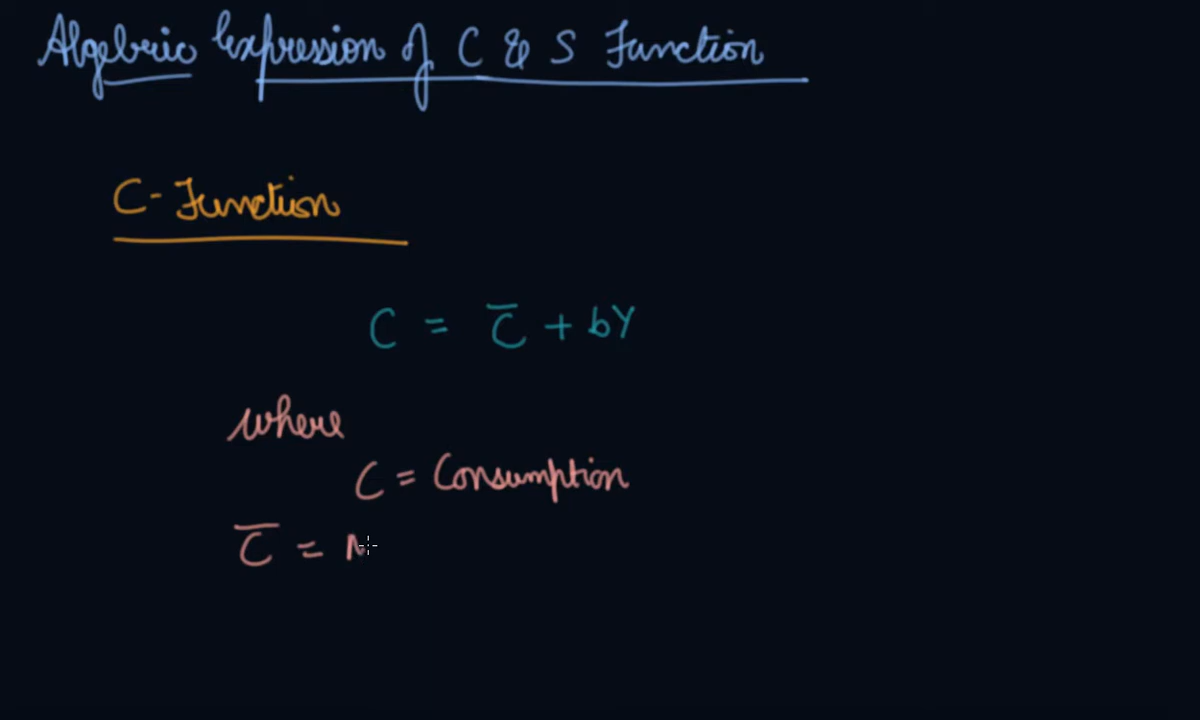 Algebric Expression of C & S Function
C - Function
C = C̅ + bY
where
C = Consumption
C̅ =